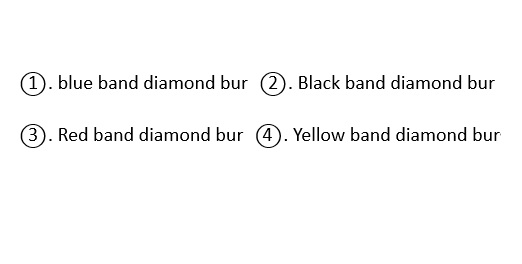 ①. blue band diamond bur ②. Black band diamond bur
③. Red band diamond bur ④. Yellow band diamond bur